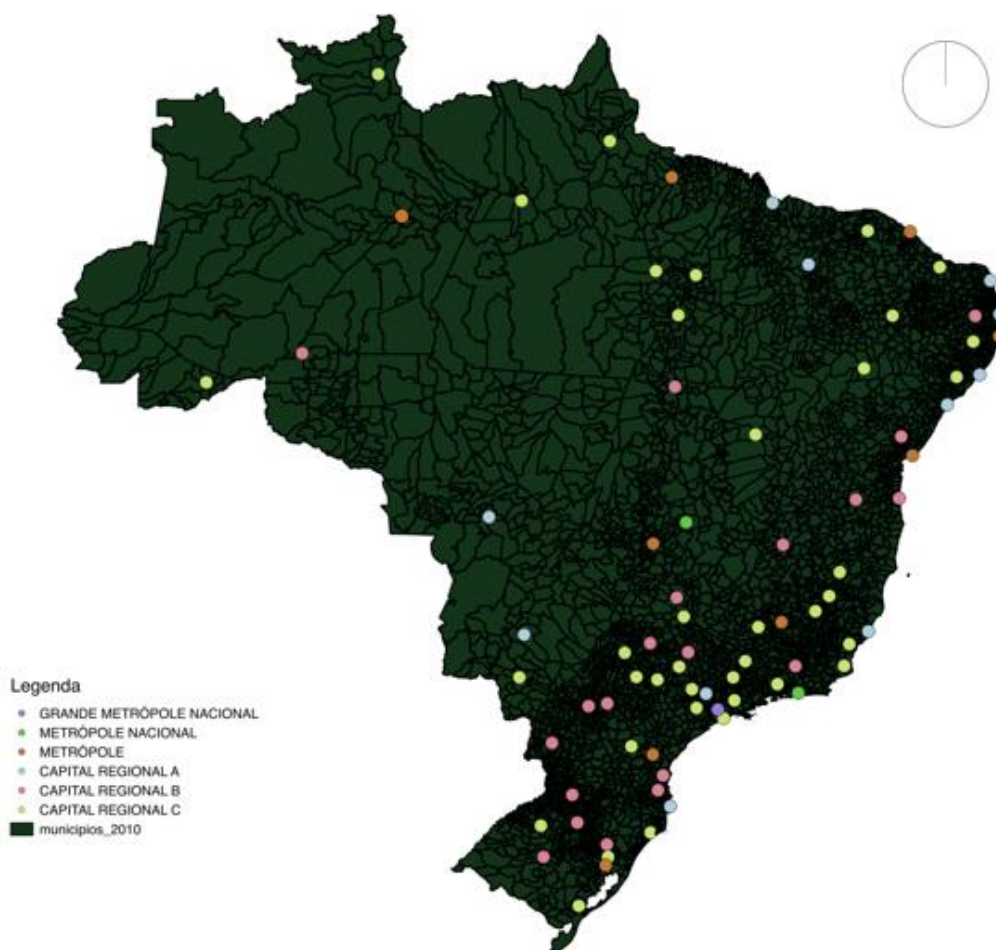 Legenda
GRANDE METRÓPOLE NACIONAL
METRÓPOLE NACIONAL
METRÓPOLE
CAPITAL REGIONAL A
CAPITAL REGIONAL B
CAPITAL REGIONAL C
municipios_2010